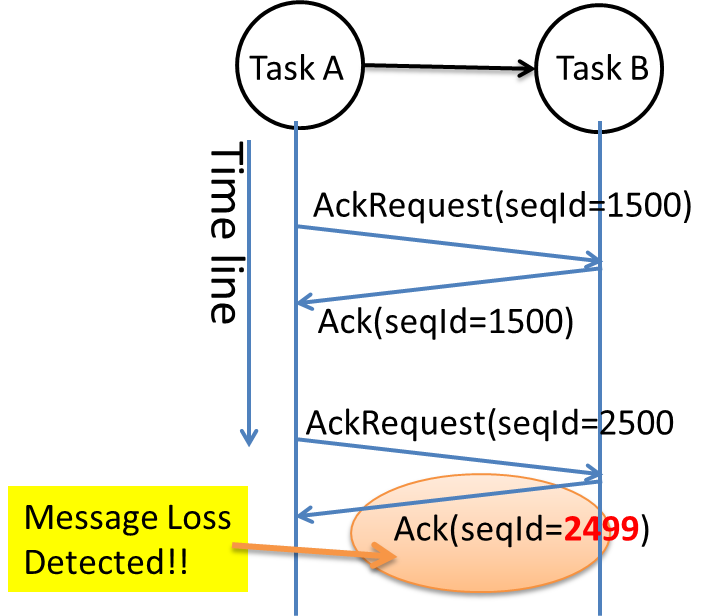 Task A
Task B
Time line
AckRequest(seqId=1500)
Ack(seqId=1500)
AckRequest(seqId=2500
Message Loss
Detected!!
Ack(seqId=2499)